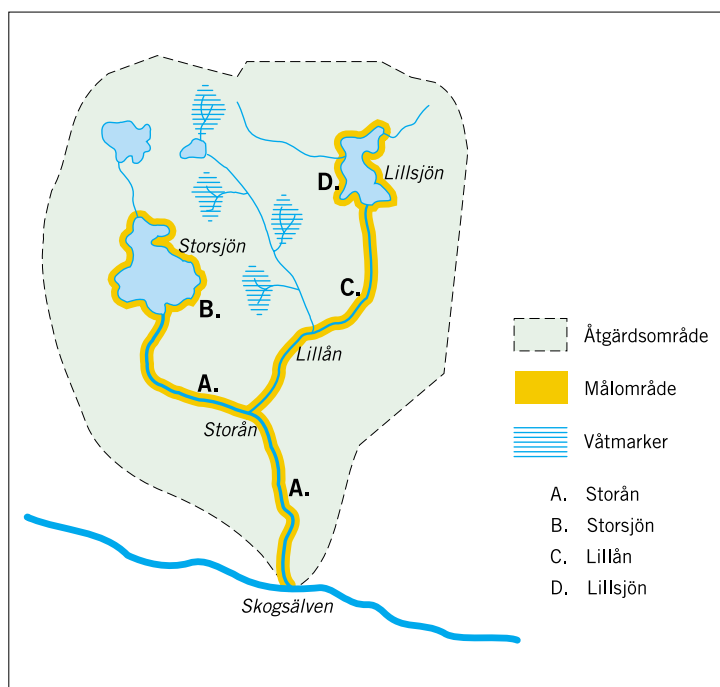 D.
Lillsjön
Storsjön
B.
C.
Lillån
A.
Storån
A.
Skogsälven
Åtgärdsområde
Målområde
Våtmarker
A. Storån
B. Storsjön
C. Lillån
D. Lillsjön